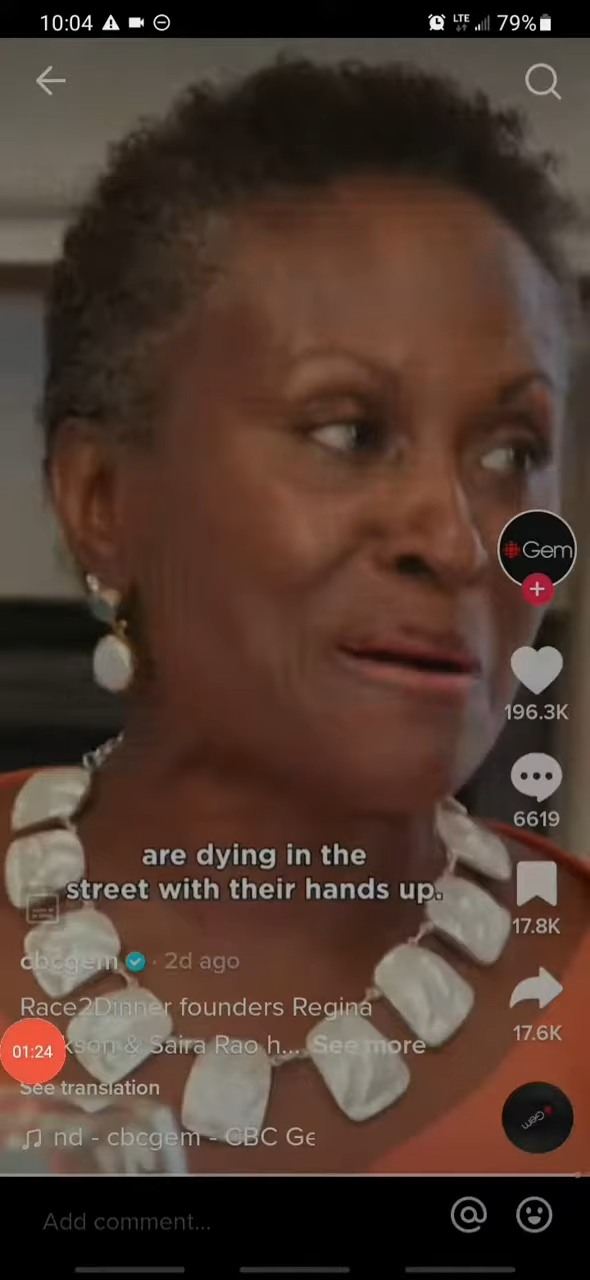 10:04
LTE
79%
Gem
196.3K
6619
are dying in the
street with their hands up.
17.8K
cbcgem · 2d ago
Race2Dinner founders Regina
17.6K
01:24
kson & Saira Rao h... See more
See translation
nd - cbcgem - CBC Ge
Gem
Add comment...